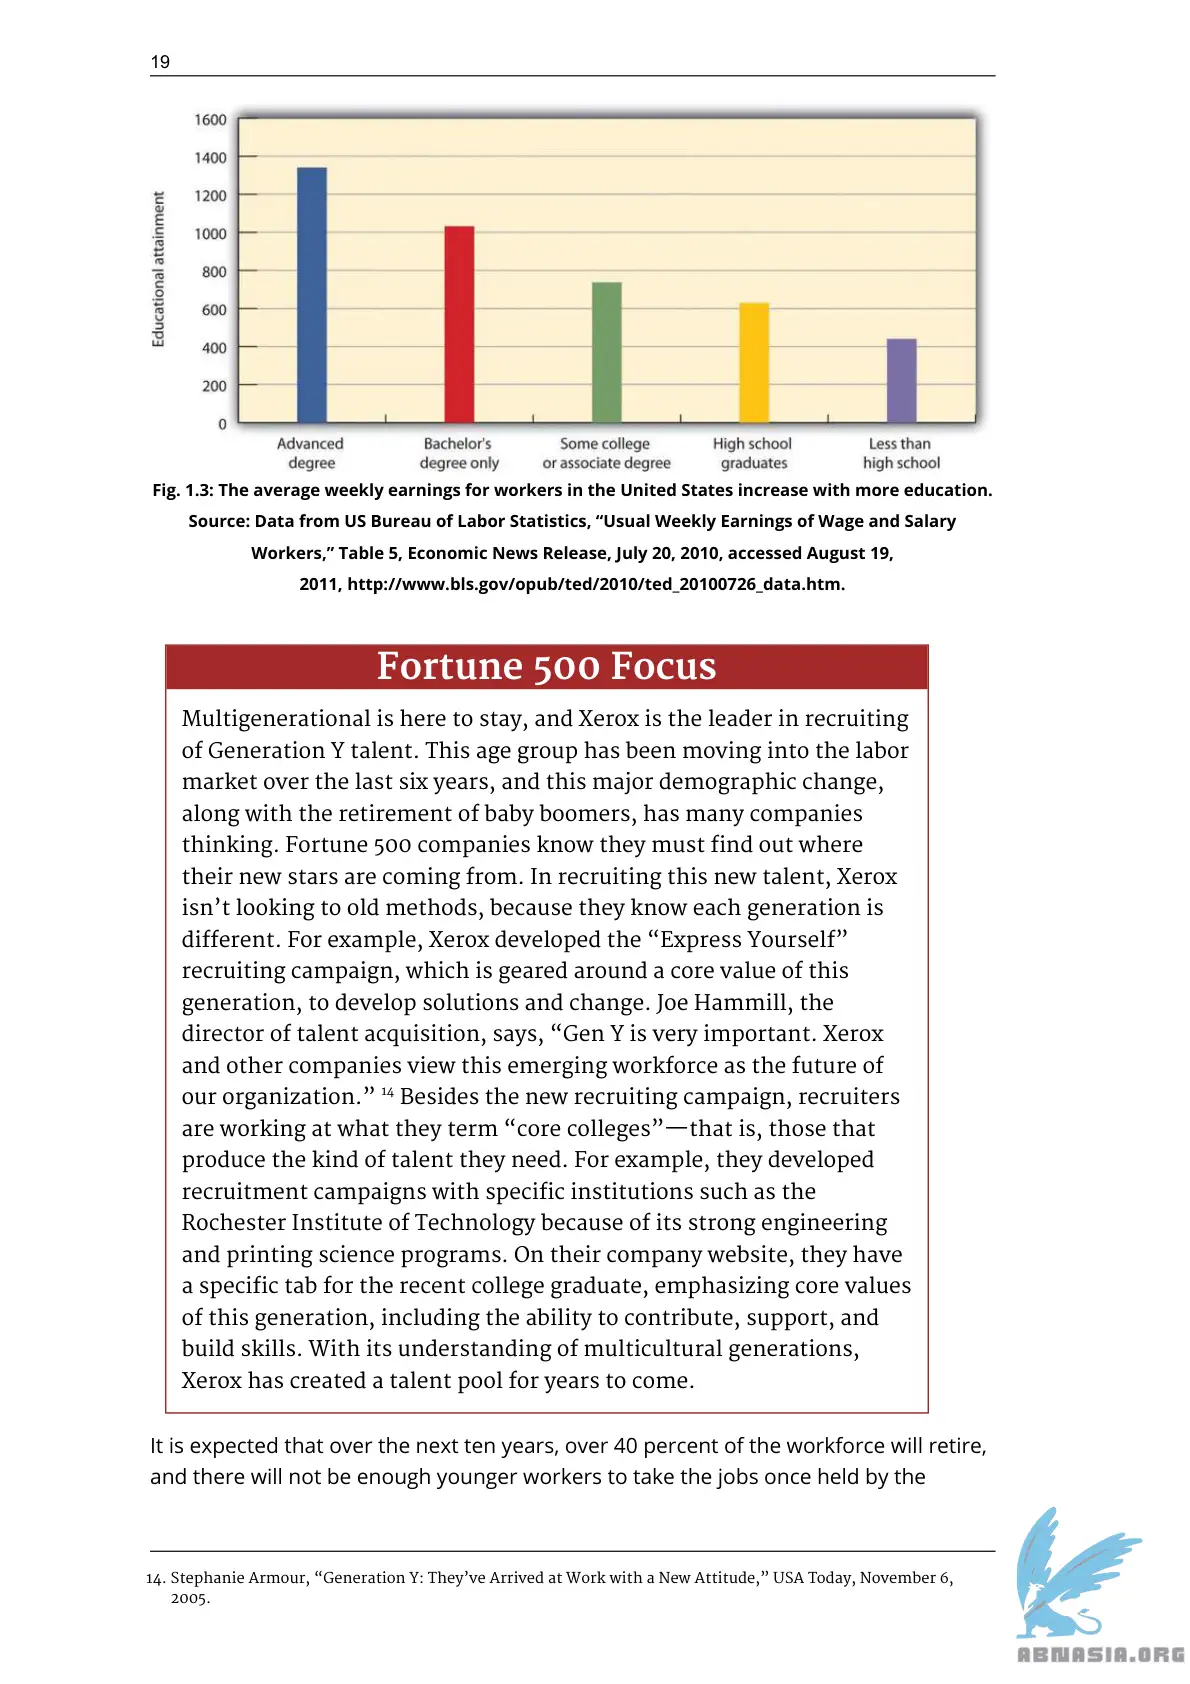 19
1600
1400
1200
1000
800
600
400
200
0
Educational attainment
Advanced
degree
Bachelor's
degree only
Some college
or associate degree
High school
graduates
Less than
high school
Fig. 1.3: The average weekly earnings for workers in the United States increase with more education.
Source: Data from US Bureau of Labor Statistics, “Usual Weekly Earnings of Wage and Salary
Workers,” Table 5, Economic News Release, July 20, 2010, accessed August 19,
2011, http://www.bls.gov/opub/ted/2010/ted_20100726_data.htm.
Fortune 500 Focus
Multigenerational is here to stay, and Xerox is the leader in recruiting
of Generation Y talent. This age group has been moving into the labor
market over the last six years, and this major demographic change,
along with the retirement of baby boomers, has many companies
thinking. Fortune 500 companies know they must find out where
their new stars are coming from. In recruiting this new talent, Xerox
isn’t looking to old methods, because they know each generation is
different. For example, Xerox developed the “Express Yourself”
recruiting campaign, which is geared around a core value of this
generation, to develop solutions and change. Joe Hammill, the
director of talent acquisition, says, “Gen Y is very important. Xerox
and other companies view this emerging workforce as the future of
our organization.” 14 Besides the new recruiting campaign, recruiters
are working at what they term “core colleges”—that is, those that
produce the kind of talent they need. For example, they developed
recruitment campaigns with specific institutions such as the
Rochester Institute of Technology because of its strong engineering
and printing science programs. On their company website, they have
a specific tab for the recent college graduate, emphasizing core values
of this generation, including the ability to contribute, support, and
build skills. With its understanding of multicultural generations,
Xerox has created a talent pool for years to come.
It is expected that over the next ten years, over 40 percent of the workforce will retire,
and there will not be enough younger workers to take the jobs once held by the
14. Stephanie Armour, “Generation Y: They’ve Arrived at Work with a New Attitude,” USA Today, November 6,
2005.
ABNASIA.ORG